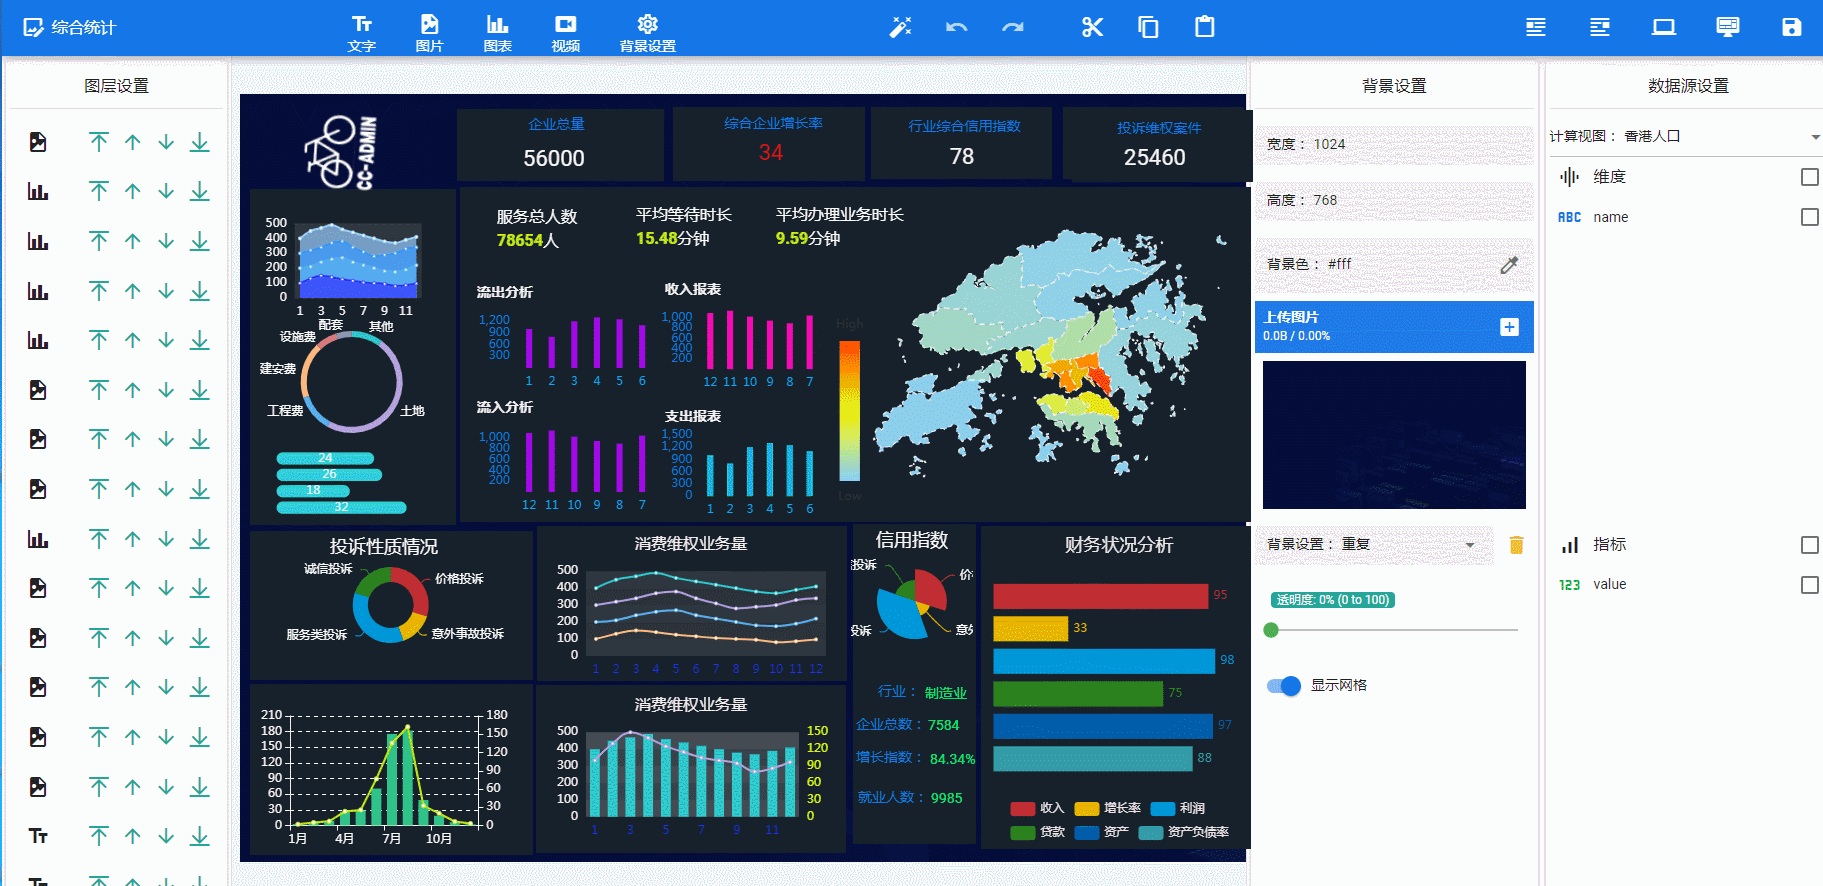 综合统计
文字
图片
图表
视频
背景设置
图层设置
CC-ADMIN
企业总量
56000
综合企业增长率
34
行业综合信用指数
78
投诉维权案件
25460
500
400
300
200
100
0
1 3 5 7 9 11
配套
其他
设施费
建安费
工程费
土地
24
26
18
32
服务总人数
78654人
平均等待时长
15.48分钟
平均办理业务时长
9.59分钟
流出分析
1,200
900
600
300
1 2 3 4 5 6
收入报表
1,000
800
600
400
200
12 11 10 9 8 7
流入分析
1,000
800
600
400
200
12 11 10 9 8 7
支出报表
1,500
1,200
900
600
300
0
1 2 3 4 5 6
High
Low
投诉性质情况
诚信投诉
价格投诉
服务类投诉
意外事故投诉
消费维权业务量
500
400
300
200
100
0
1 2 3 4 5 6 7 8 9 10 11 12
信用指数
投诉
投诉
行业：
制造业
企业总数：
7584
增长指数：
84.34%
就业人数：
9985
财务状况分析
95
33
98
75
97
88
收入 增长率 利润
贷款 资产 资产负债率
210
180
150
120
90
60
30
0
180
150
120
90
60
30
0
1月 4月 7月 10月
消费维权业务量
500
400
300
200
100
0
150
120
90
60
30
0
1 3 5 7 9 11
背景设置
宽度： 1024
高度： 768
背景色： #fff
上传图片
0.0B / 0.00%
背景设置： 重复
透明度: 0% (0 to 100)
显示网格
数据源设置
计算视图： 香港人口
维度
ABC name
指标
123 value